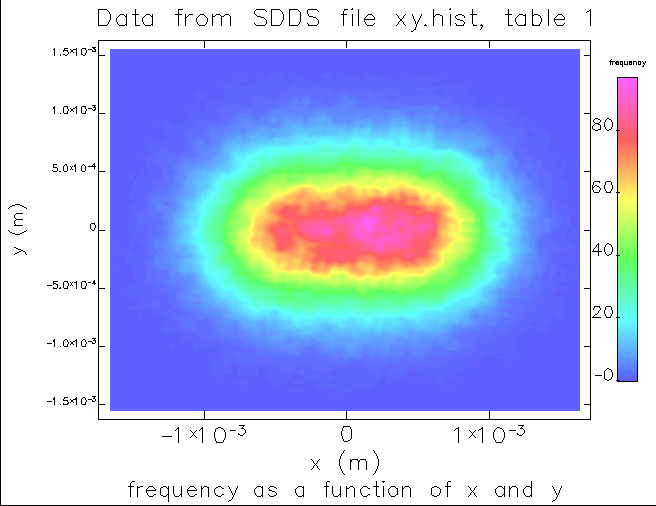 Data from SDDS file xy.hist, table 1
frequency
1.5×10⁻³
1.0×10⁻³
5.0×10⁻⁴
0
-5.0×10⁻⁴
-1.0×10⁻³
-1.5×10⁻³
y (m)
80
60
40
20
-0
-1×10⁻³ 0 1×10⁻³
x (m)
frequency as a function of x and y